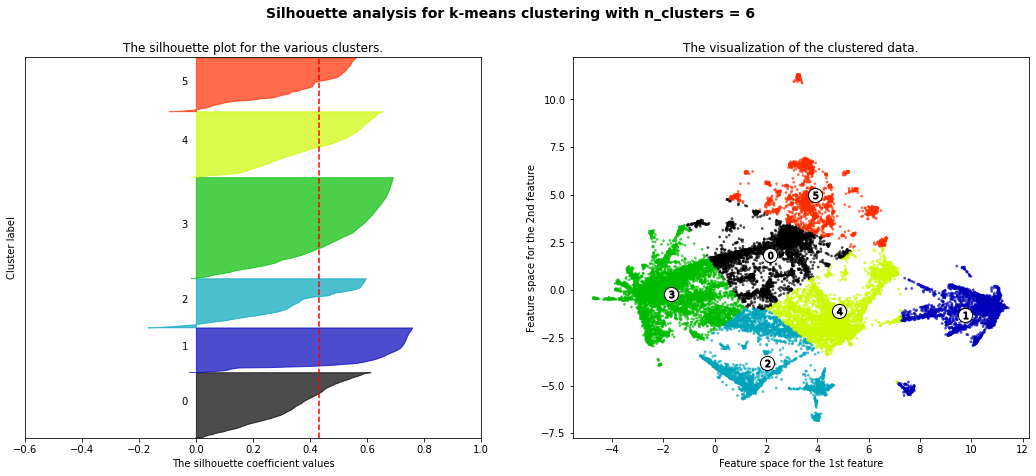 Silhouette analysis for k-means clustering with n_clusters = 6
The silhouette plot for the various clusters.
Cluster label
5
4
3
2
1
0
−0.6 −0.4 −0.2 0.0 0.2 0.4 0.6 0.8 1.0
The silhouette coefficient values
The visualization of the clustered data.
Feature space for the 2nd feature
10.0
7.5
5.0
2.5
0.0
−2.5
−5.0
−7.5
5
0
3
4
1
2
−4 −2 0 2 4 6 8 10 12
Feature space for the 1st feature